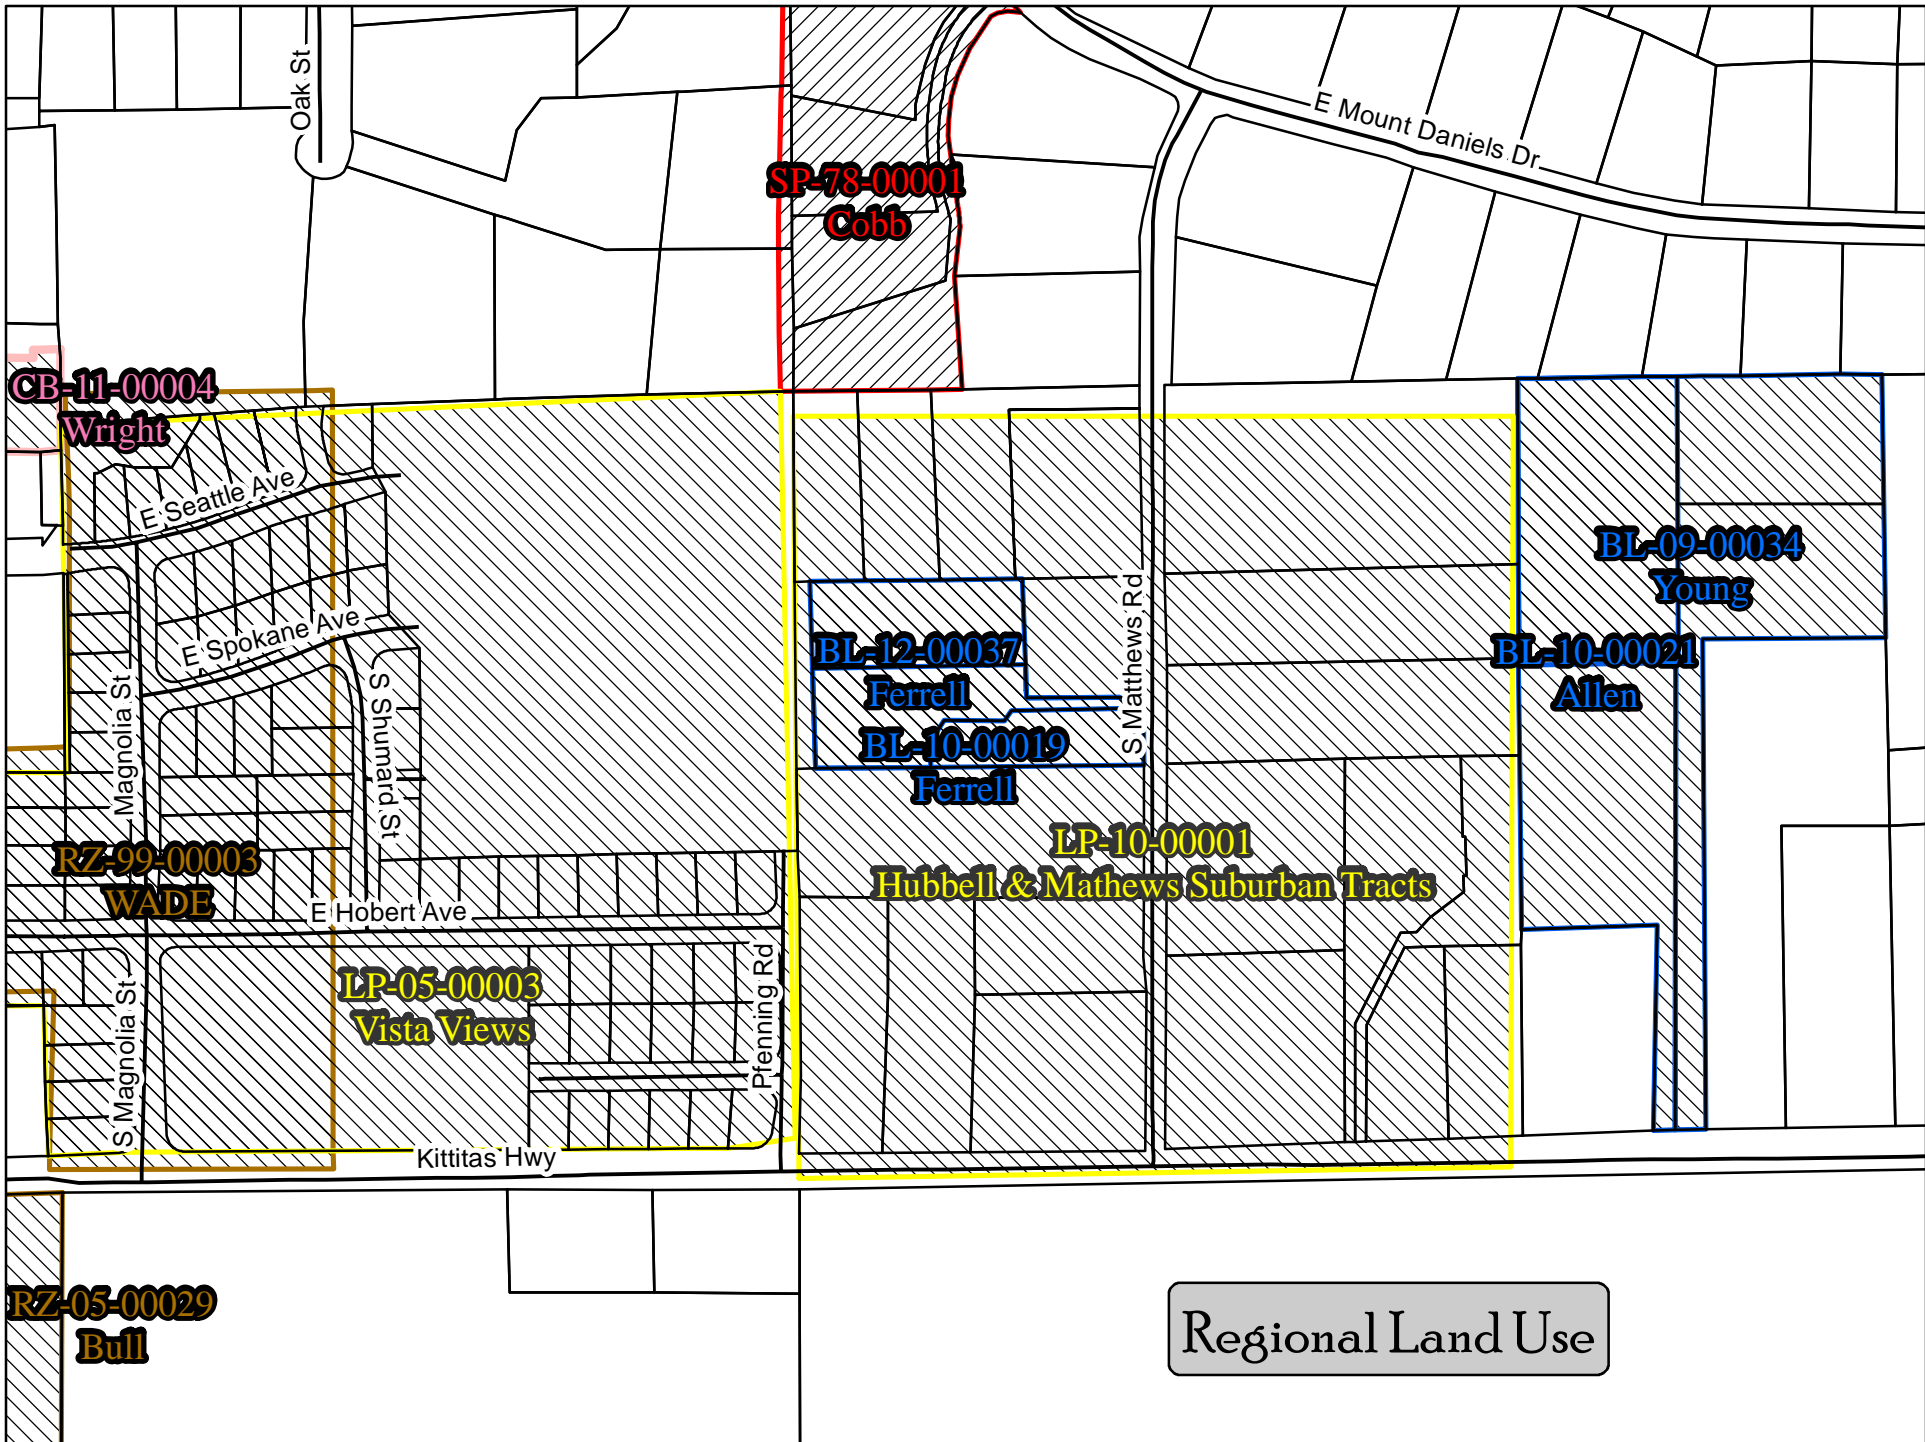 Oak St
E Mount Daniels Dr
SP-78-00001
Cobb
CB-11-00004
Wright
E Seattle Ave
BL-09-00034
Young
E Spokane Ave
S Matthews Rd
BL-12-00037
Ferrell
BL-10-00021
Allen
Magnolia St
S Shumard St
BL-10-00019
Ferrell
LP-10-00001
Hubbell & Mathews Suburban Tracts
RZ-99-00003
WADE
E Hobert Ave
LP-05-00003
Vista Views
Pfenning Rd
S Magnolia St
Kittitas Hwy
RZ-05-00029
Bull
Regional Land Use